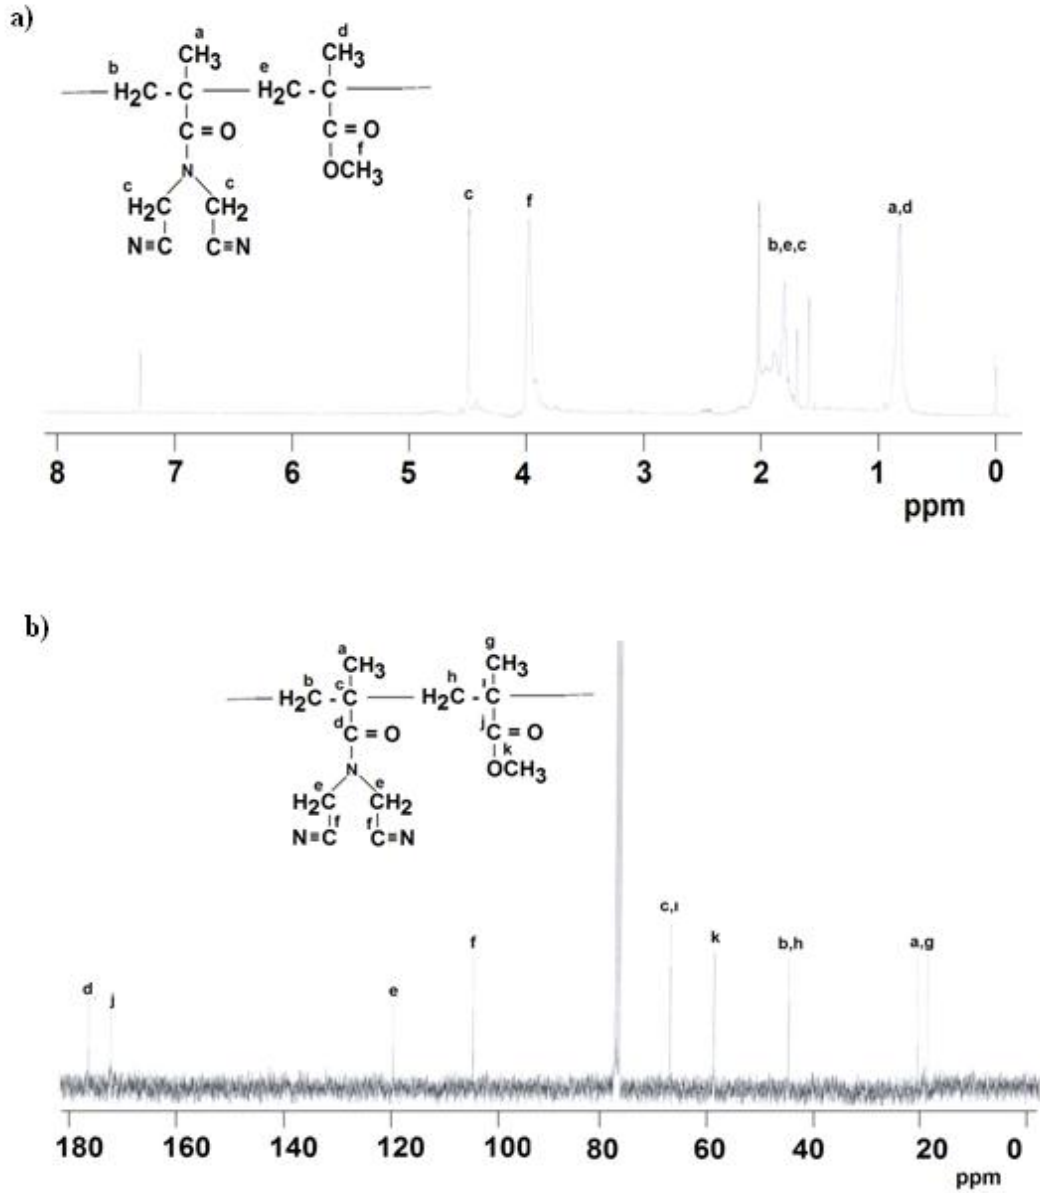 a)
a
d
CH3
CH3
b
e
H2C - C
H2C - C
C = O
C = O
f
N
OCH3
c
c
H2C
CH2
N≡C
C≡N
c
f
b,e,c
a,d
8 7 6 5 4 3 2 1 0
ppm
b)
g
a
CH3
CH3
b
c
h
ı
H2C - C
H2C - C
d
C = O
j
C = O
k
N
OCH3
e
e
H2C
CH2
f
f
N≡C
C≡N
c,ı
k
f
b,h
a,g
d
j
e
180 160 140 120 100 80 60 40 20 0
ppm